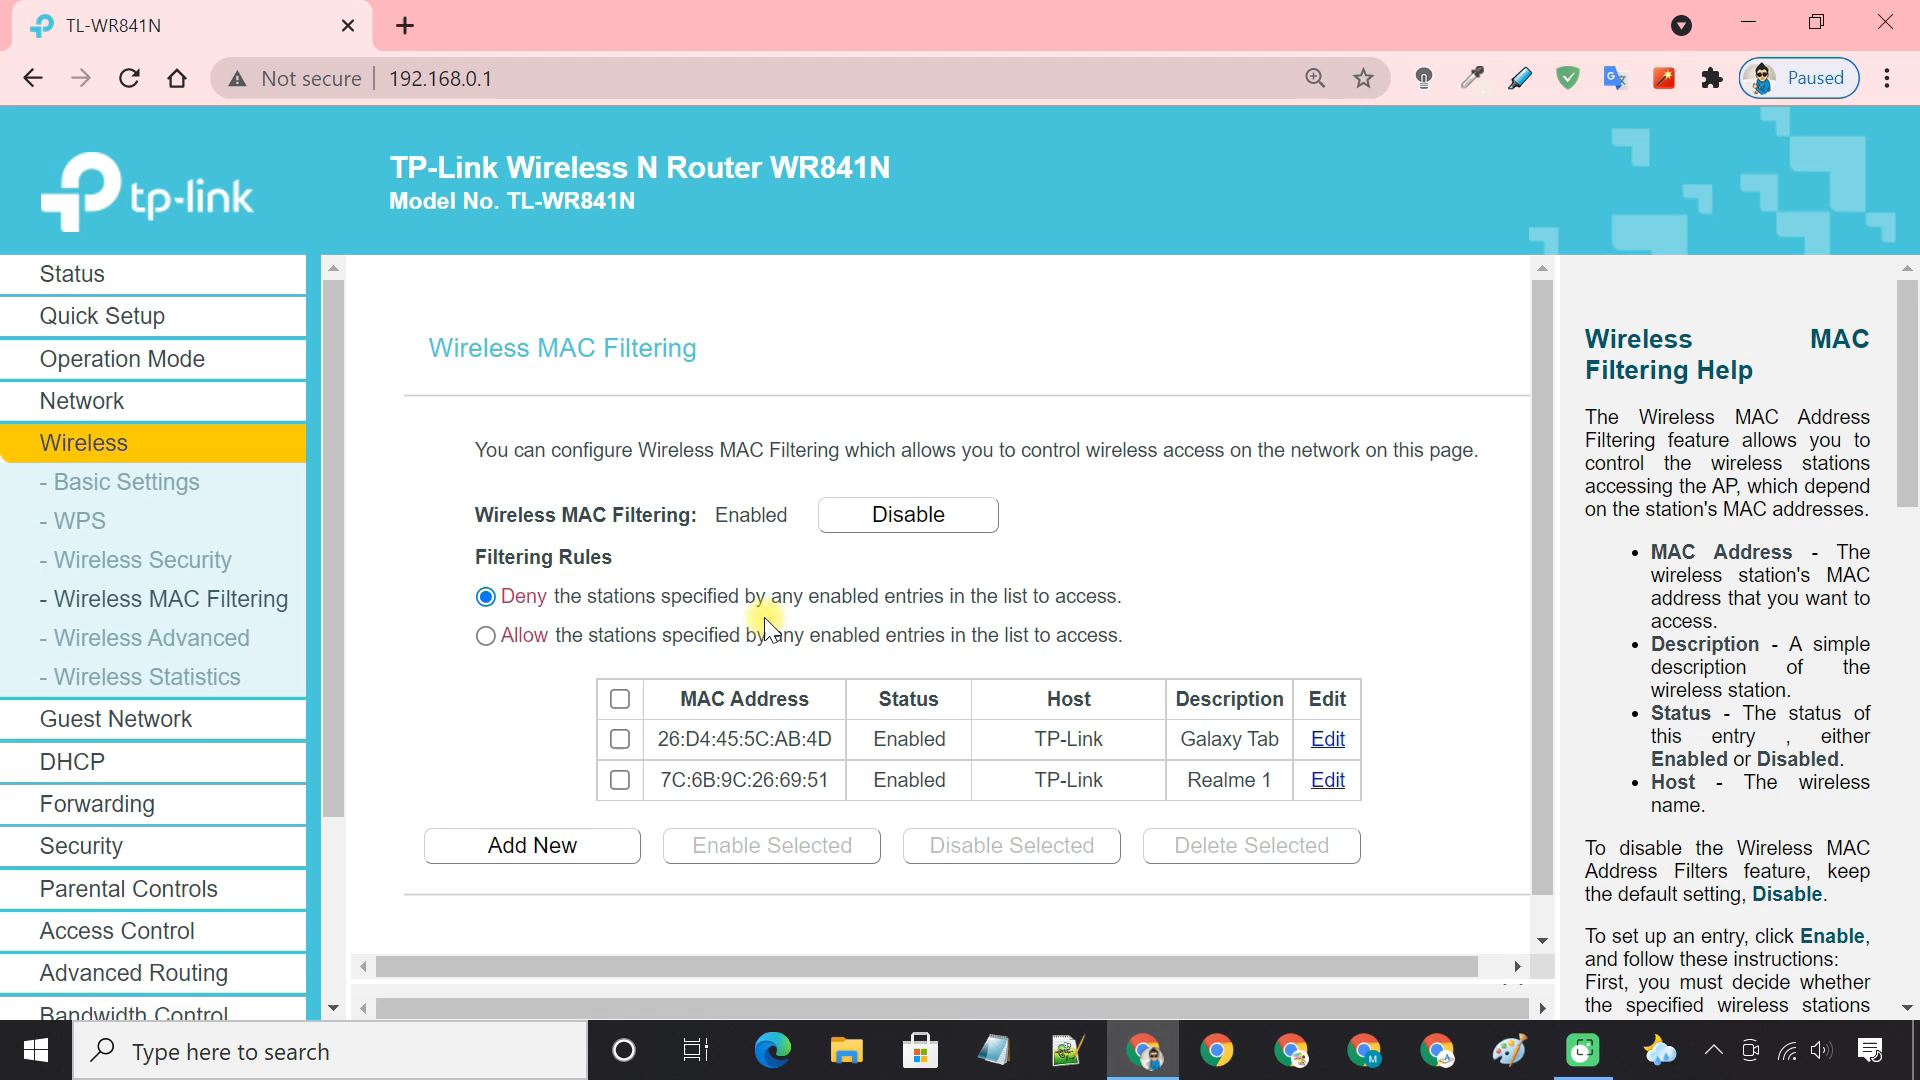 TL-WR841N
Not secure
192.168.0.1
Paused
tp-link
TP-Link Wireless N Router WR841N
Model No. TL-WR841N
Status
Quick Setup
Operation Mode
Network
Wireless
- Basic Settings
- WPS
- Wireless Security
- Wireless MAC Filtering
- Wireless Advanced
- Wireless Statistics
Guest Network
DHCP
Forwarding
Security
Parental Controls
Access Control
Advanced Routing
Bandwidth Control
Wireless MAC Filtering
You can configure Wireless MAC Filtering which allows you to control wireless access on the network on this page.
Wireless MAC Filtering: Enabled Disable
Filtering Rules
Deny the stations specified by any enabled entries in the list to access.
Allow the stations specified by any enabled entries in the list to access.
MAC Address Status Host Description Edit
26:D4:45:5C:AB:4D Enabled TP-Link Galaxy Tab Edit
7C:6B:9C:26:69:51 Enabled TP-Link Realme 1 Edit
Add New Enable Selected Disable Selected Delete Selected
Wireless MAC
Filtering Help
The Wireless MAC Address
Filtering feature allows you to
control the wireless stations
accessing the AP, which depend
on the station's MAC addresses.
• MAC Address - The
wireless station's MAC
address that you want to
access.
• Description - A simple
description of the
wireless station.
• Status - The status of
this entry , either
Enabled or Disabled.
• Host - The wireless
name.
To disable the Wireless MAC
Address Filters feature, keep
the default setting, Disable.
To set up an entry, click Enable,
and follow these instructions:
First, you must decide whether
the specified wireless stations
Type here to search